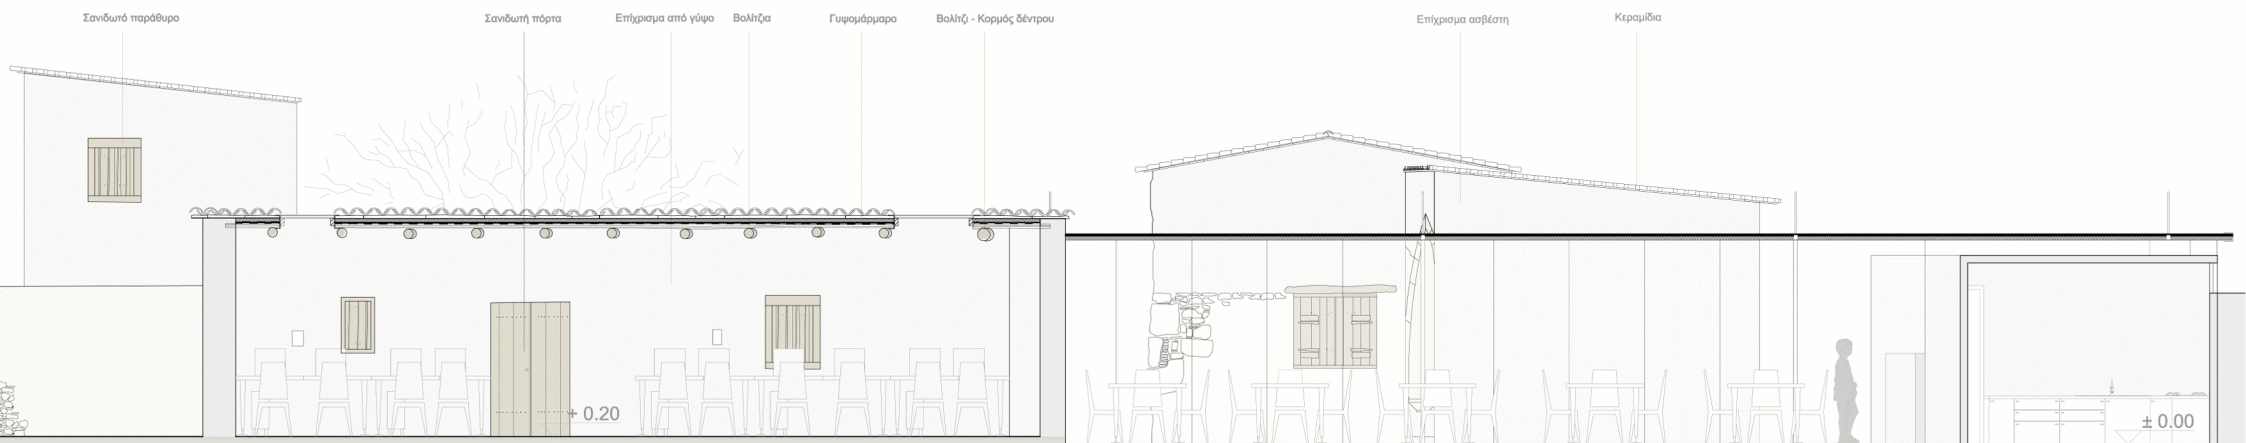 Σανιδωτό παράθυρο
Σανιδωτή πόρτα
Επίχρισμα από γύψο
Βολίτζια
Γυψομάρμαρο
Βολίτζι - Κορμός δέντρου
Επίχρισμα ασβέστη
Κεραμίδια
± 0.20
± 0.00